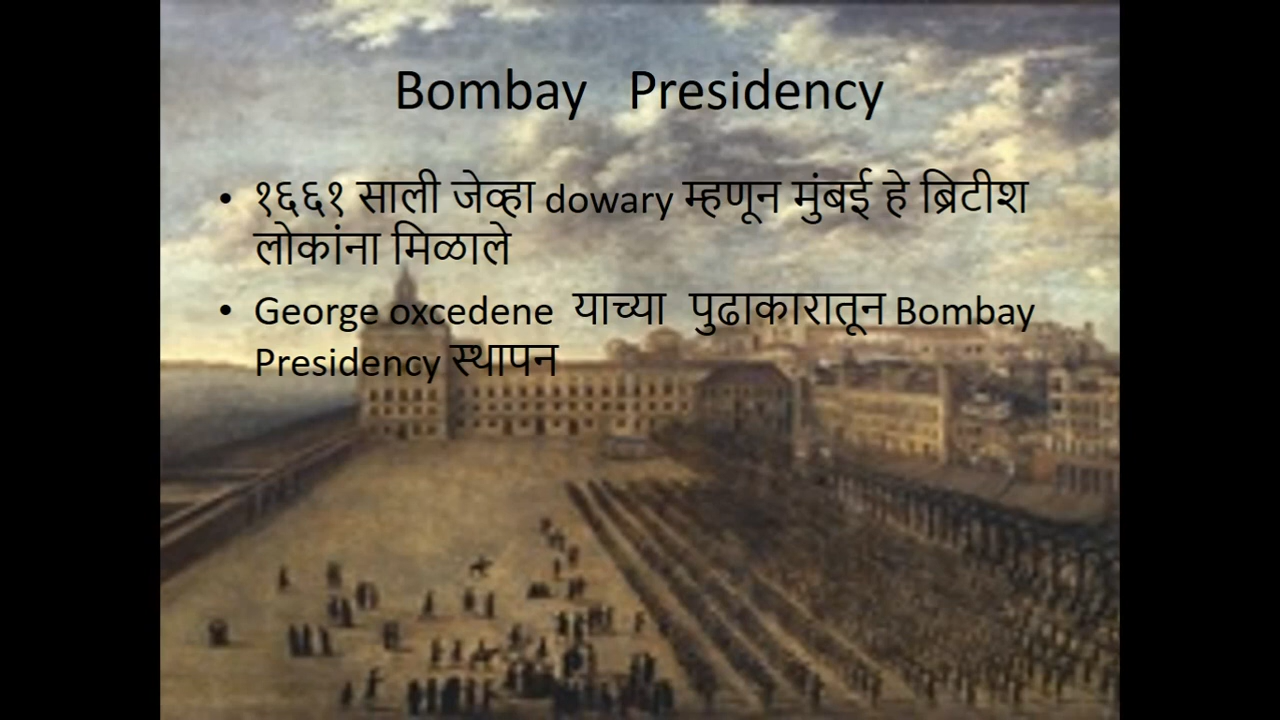 Bombay Presidency
• १६६१ साली जेव्हा dowary म्हणून मुंबई हे ब्रिटीश
लोकांना मिळाले
• George oxcedene याच्या पुढाकारातून Bombay
Presidency स्थापन